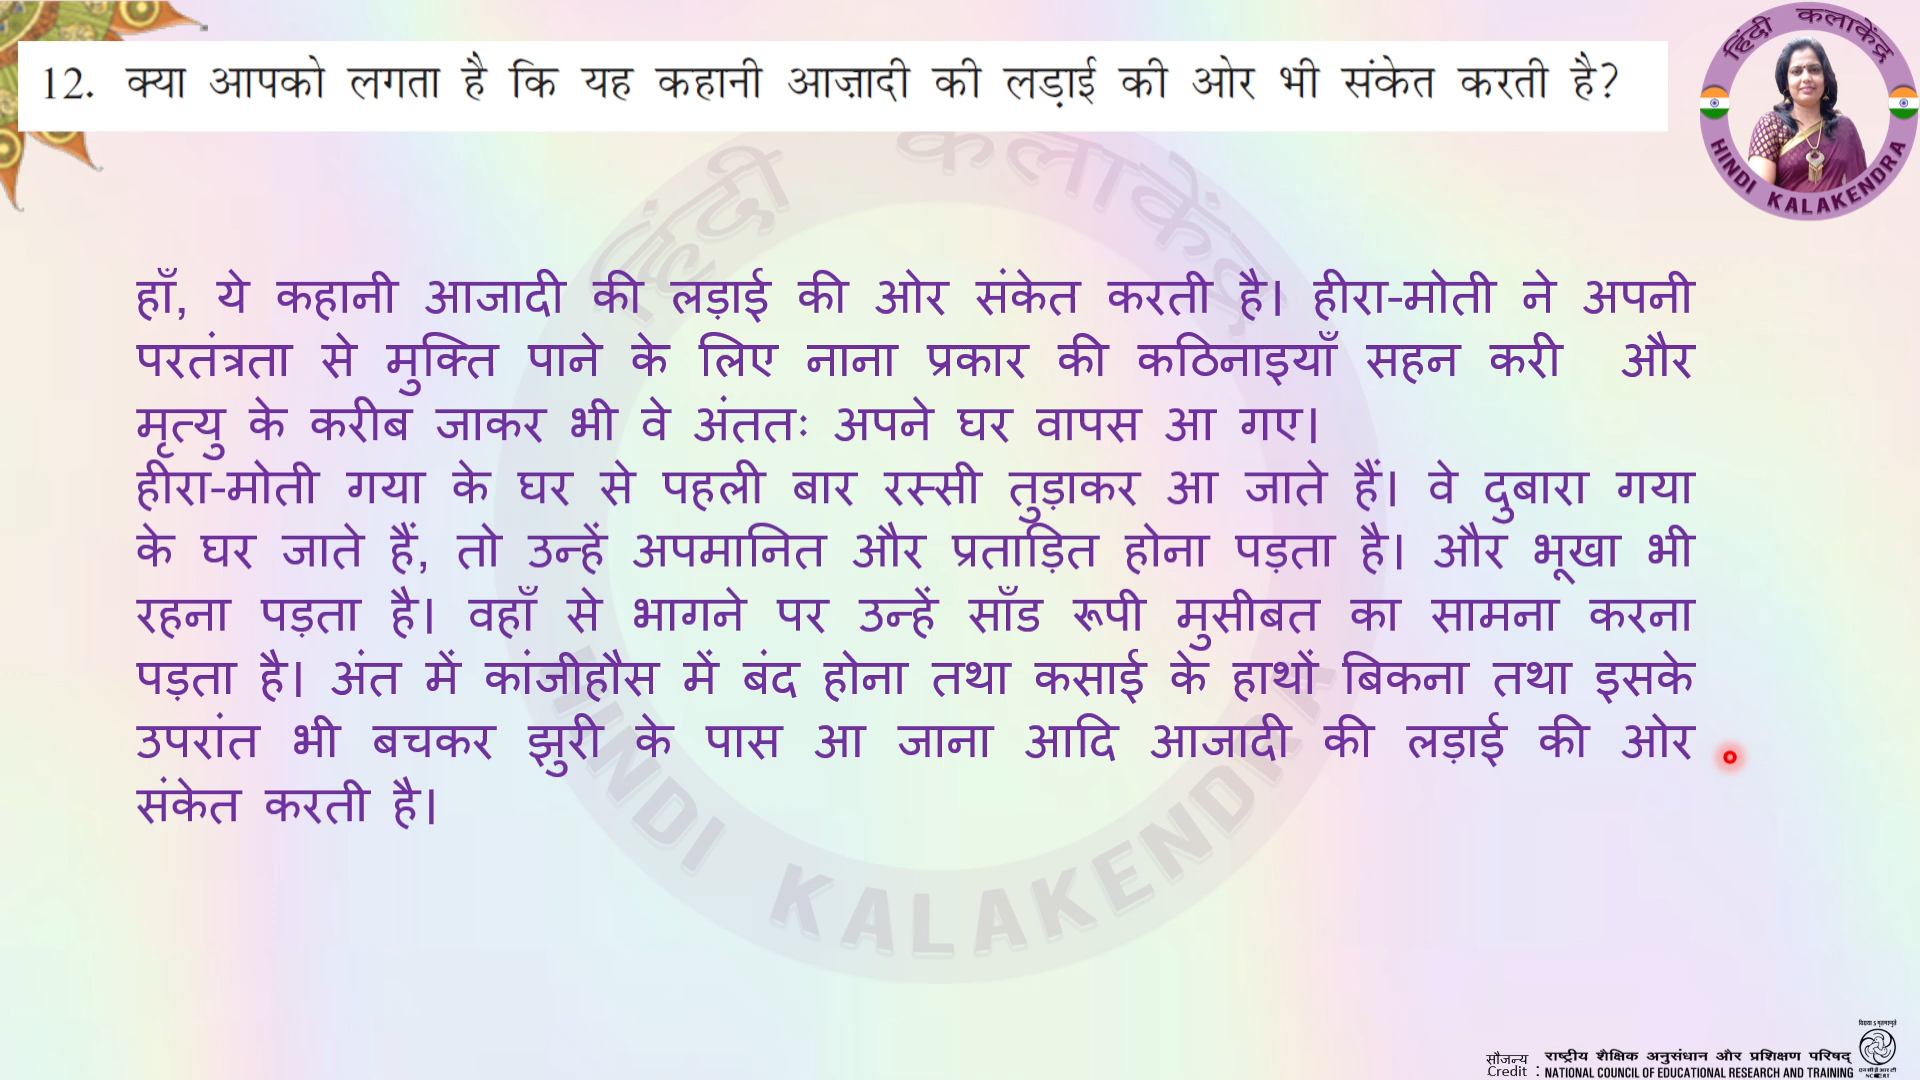 हिंदी कलाकेंद्र
12. क्या आपको लगता है कि यह कहानी आज़ादी की लड़ाई की ओर भी संकेत करती है?
HINDI KALAKENDRA
हिंदी कलाकेंद्र
हाँ, ये कहानी आजादी की लड़ाई की ओर संकेत करती है। हीरा-मोती ने अपनी
परतंत्रता से मुक्ति पाने के लिए नाना प्रकार की कठिनाइयाँ सहन करी और
मृत्यु के करीब जाकर भी वे अंततः अपने घर वापस आ गए।
हीरा-मोती गया के घर से पहली बार रस्सी तुड़ाकर आ जाते हैं। वे दुबारा गया
के घर जाते हैं, तो उन्हें अपमानित और प्रताड़ित होना पड़ता है। और भूखा भी
रहना पड़ता है। वहाँ से भागने पर उन्हें साँड रूपी मुसीबत का सामना करना
पड़ता है। अंत में कांजीहौस में बंद होना तथा कसाई के हाथों बिकना तथा इसके
उपरांत भी बचकर झुरी के पास आ जाना आदि आजादी की लड़ाई की ओर
संकेत करती है।
HINDI KALAKENDRA
सौजन्य राष्ट्रीय शैक्षिक अनुसंधान और प्रशिक्षण परिषद्
Credit : NATIONAL COUNCIL OF EDUCATIONAL RESEARCH AND TRAINING
NCERT